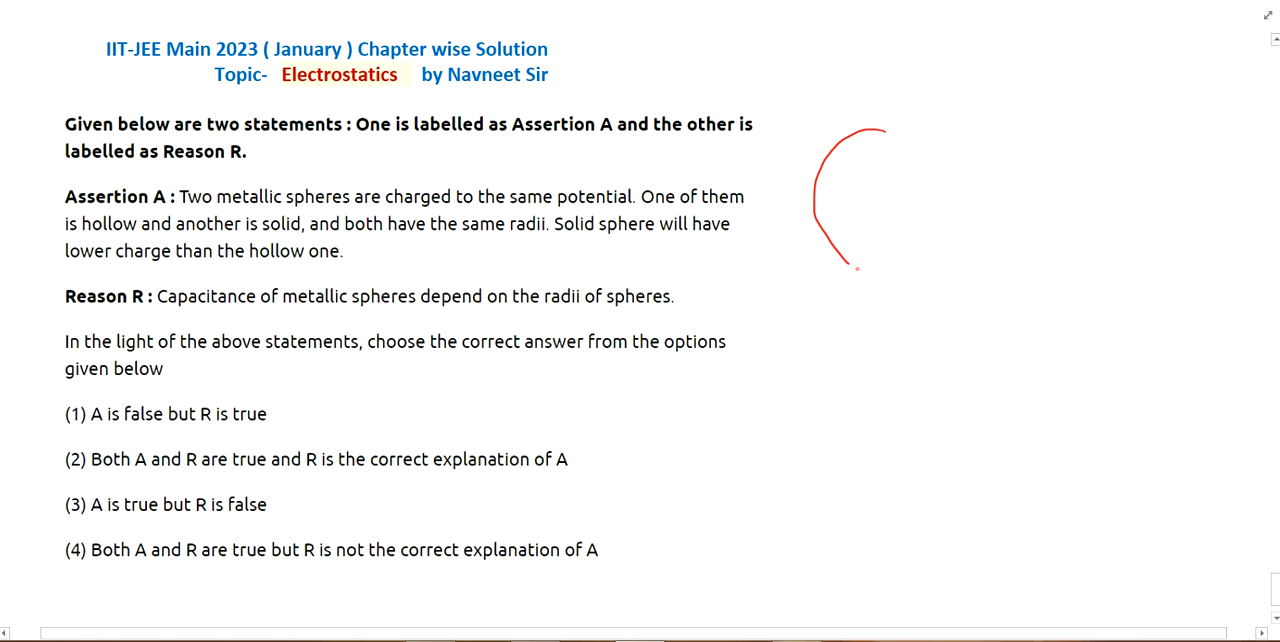 IIT-JEE Main 2023 ( January ) Chapter wise Solution
Topic- Electrostatics by Navneet Sir
Given below are two statements : One is labelled as Assertion A and the other is
labelled as Reason R.
Assertion A : Two metallic spheres are charged to the same potential. One of them
is hollow and another is solid, and both have the same radii. Solid sphere will have
lower charge than the hollow one.
Reason R : Capacitance of metallic spheres depend on the radii of spheres.
In the light of the above statements, choose the correct answer from the options
given below
(1) A is false but R is true
(2) Both A and R are true and R is the correct explanation of A
(3) A is true but R is false
(4) Both A and R are true but R is not the correct explanation of A